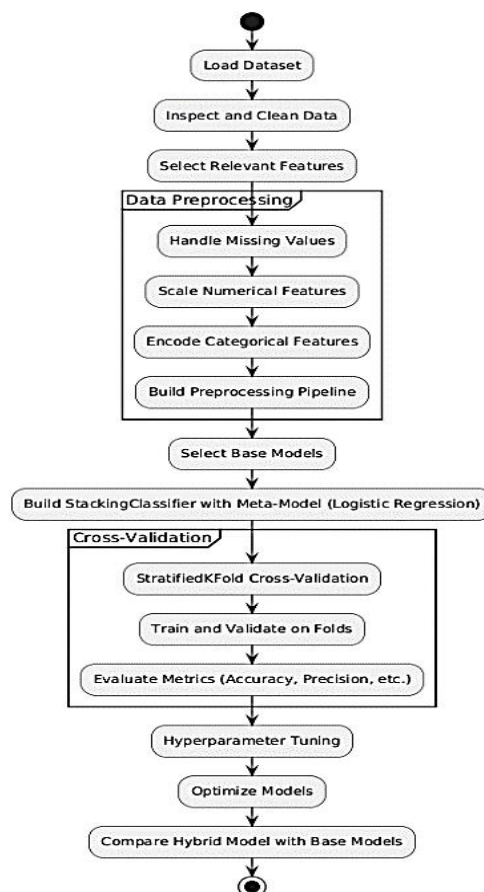 Load Dataset
Inspect and Clean Data
Select Relevant Features
Data Preprocessing
Handle Missing Values
Scale Numerical Features
Encode Categorical Features
Build Preprocessing Pipeline
Select Base Models
Build StackingClassifier with Meta-Model (Logistic Regression)
Cross-Validation
StratifiedKFold Cross-Validation
Train and Validate on Folds
Evaluate Metrics (Accuracy, Precision, etc.)
Hyperparameter Tuning
Optimize Models
Compare Hybrid Model with Base Models